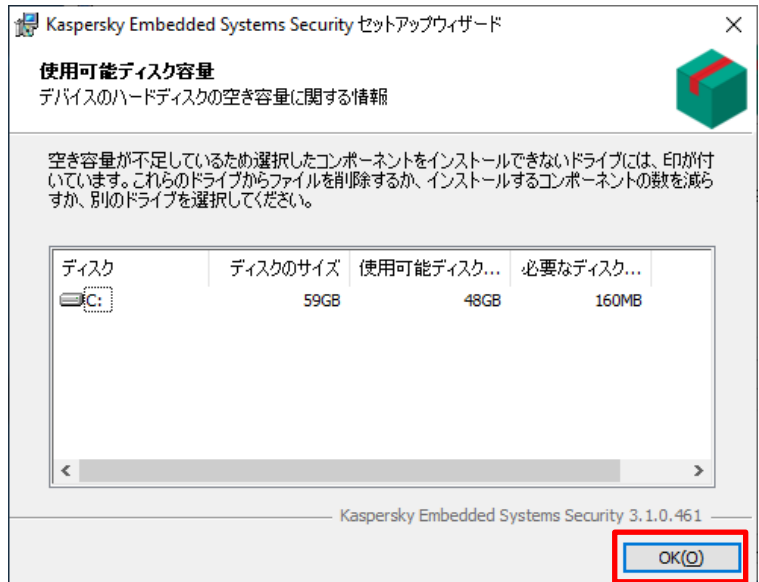 Kaspersky Embedded Systems Security セットアップウィザード
使用可能ディスク容量
デバイスのハードディスクの空き容量に関する情報
空き容量が不足しているため選択したコンポーネントをインストールできないドライブには、印が付
いています。これらのドライブからファイルを削除するか、インストールするコンポーネントの数を減ら
すか、別のドライブを選択してください。
ディスク ディスクのサイズ 使用可能ディスク... 必要なディスク...
C: 59GB 48GB 160MB
Kaspersky Embedded Systems Security 3.1.0.461
OK(O)